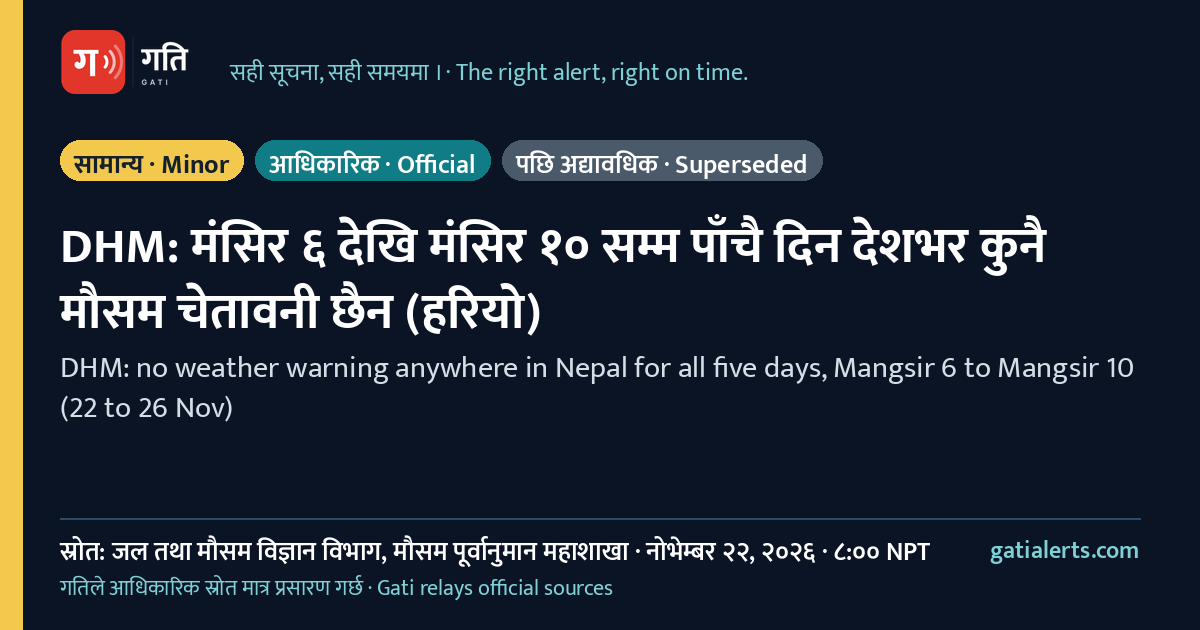 ग गति
GATI
सही सूचना, सही समयमा । · The right alert, right on time.
सामान्य · Minor आधिकारिक · Official पछि अद्यावधिक · Superseded
DHM: मंसिर ६ देखि मंसिर १० सम्म पाँचै दिन देशभर कुनै
मौसम चेतावनी छैन (हरियो)
DHM: no weather warning anywhere in Nepal for all five days, Mangsir 6 to Mangsir 10
(22 to 26 Nov)
स्रोत: जल तथा मौसम विज्ञान विभाग, मौसम पूर्वानुमान महाशाखा · नोभेम्बर २२, २०२६ · ८:०० NPT gatialerts.com
गतिले आधिकारिक स्रोत मात्र प्रसारण गर्छ · Gati relays official sources